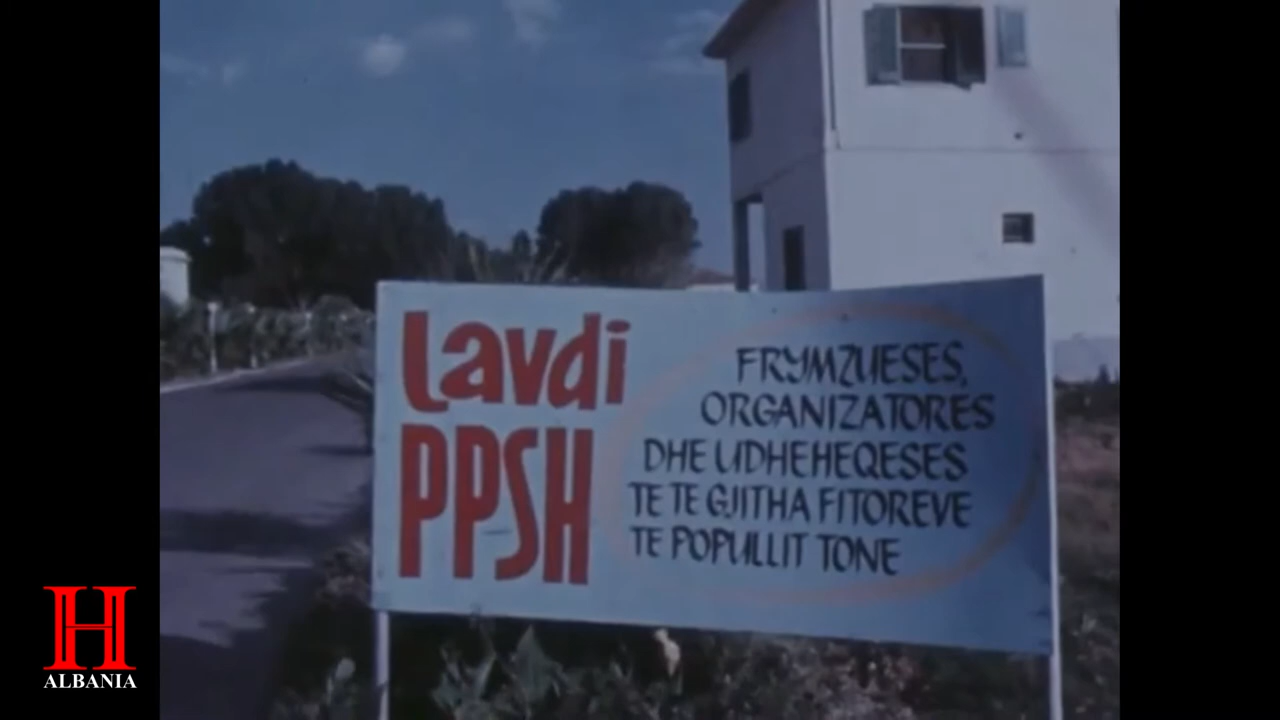 Lavdi
PPSH
FRYMZUESES,
ORGANIZATORES
DHE UDHEHEQESES
TE TE GJITHA FITOREVE
TE POPULLIT TONE
H
ALBANIA